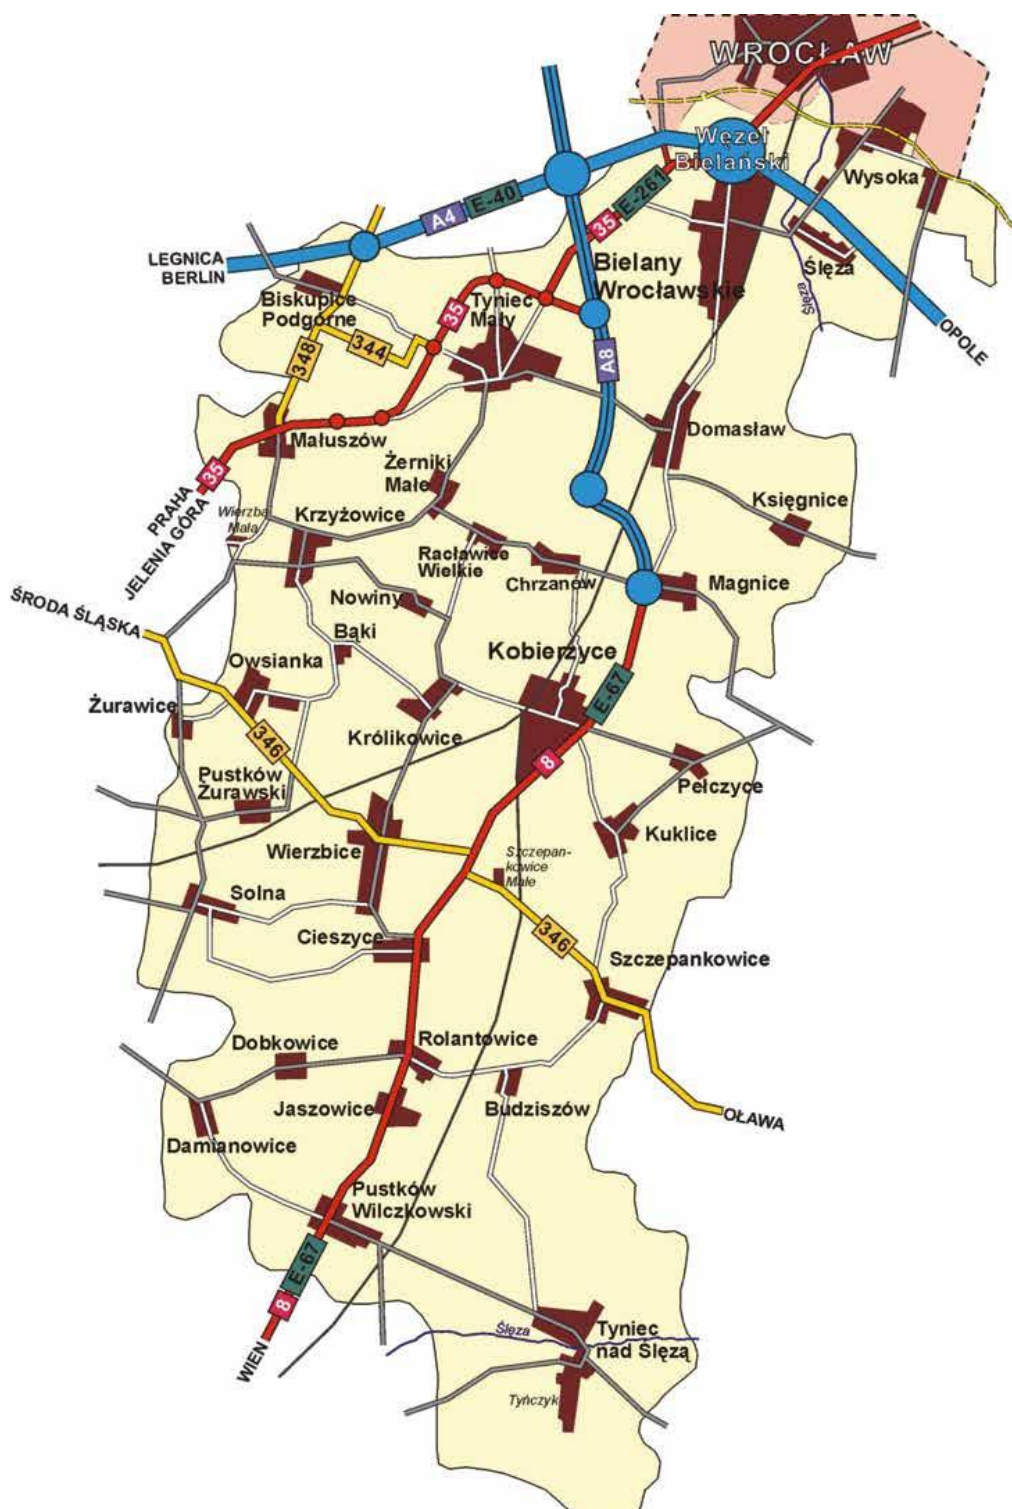 WROCŁAW
Węzeł
Bielański
Wysoka
E-40
A4
E-261
35
LEGNICA
BERLIN
Ślęza
Ślęza
Bielany
Wrocławskie
OPOLE
Biskupice
Podgórne
Tyniec
Mały
35
344
348
A8
Małuszów
Domasław
35
PRAHA
JELENIA GÓRA
Żerniki
Małe
Księgnice
Wierzba
Mała
Krzyżowice
Racławice
Wielkie
Chrzanów
Magnice
Nowiny
ŚRODA ŚLĄSKA
Bąki
Kobierzyce
Owsianka
E-67
Żurawice
346
Królikowice
8
Pustków
Żurawski
Pełczyce
Kuklice
Wierzbice
Szczepan-
kowice
Małe
Solna
Cieszyce
346
Szczepankowice
Dobkowice
Rolantowice
Jaszowice
Budziszów
OŁAWA
Damianowice
Pustków
Wilczkowski
E-67
8
WIEN
Ślęza
Tyniec
nad Ślęzą
Tyńczyk